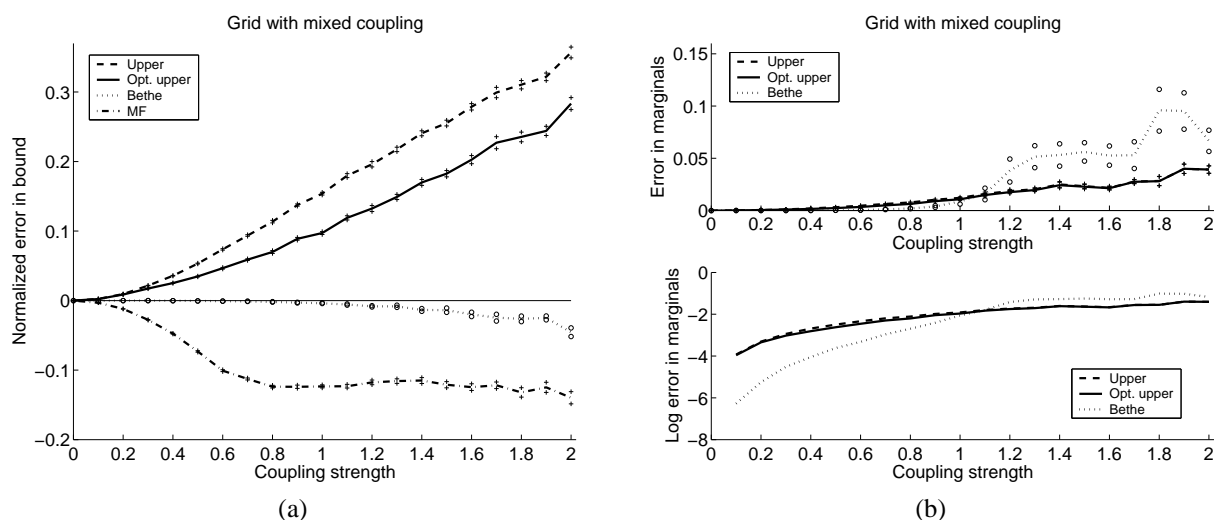 Grid with mixed coupling
Normalized error in bound
0.3
0.2
0.1
0
−0.1
−0.2
Upper
Opt. upper
Bethe
MF
0 0.2 0.4 0.6 0.8 1 1.2 1.4 1.6 1.8 2
Coupling strength
(a)
Grid with mixed coupling
Error in marginals
0.15
0.1
0.05
0
Upper
Opt. upper
Bethe
0 0.2 0.4 0.6 0.8 1 1.2 1.4 1.6 1.8 2
Coupling strength
Log error in marginals
0
−2
−4
−6
−8
Upper
Opt. upper
Bethe
0 0.2 0.4 0.6 0.8 1 1.2 1.4 1.6 1.8 2
Coupling strength
(b)